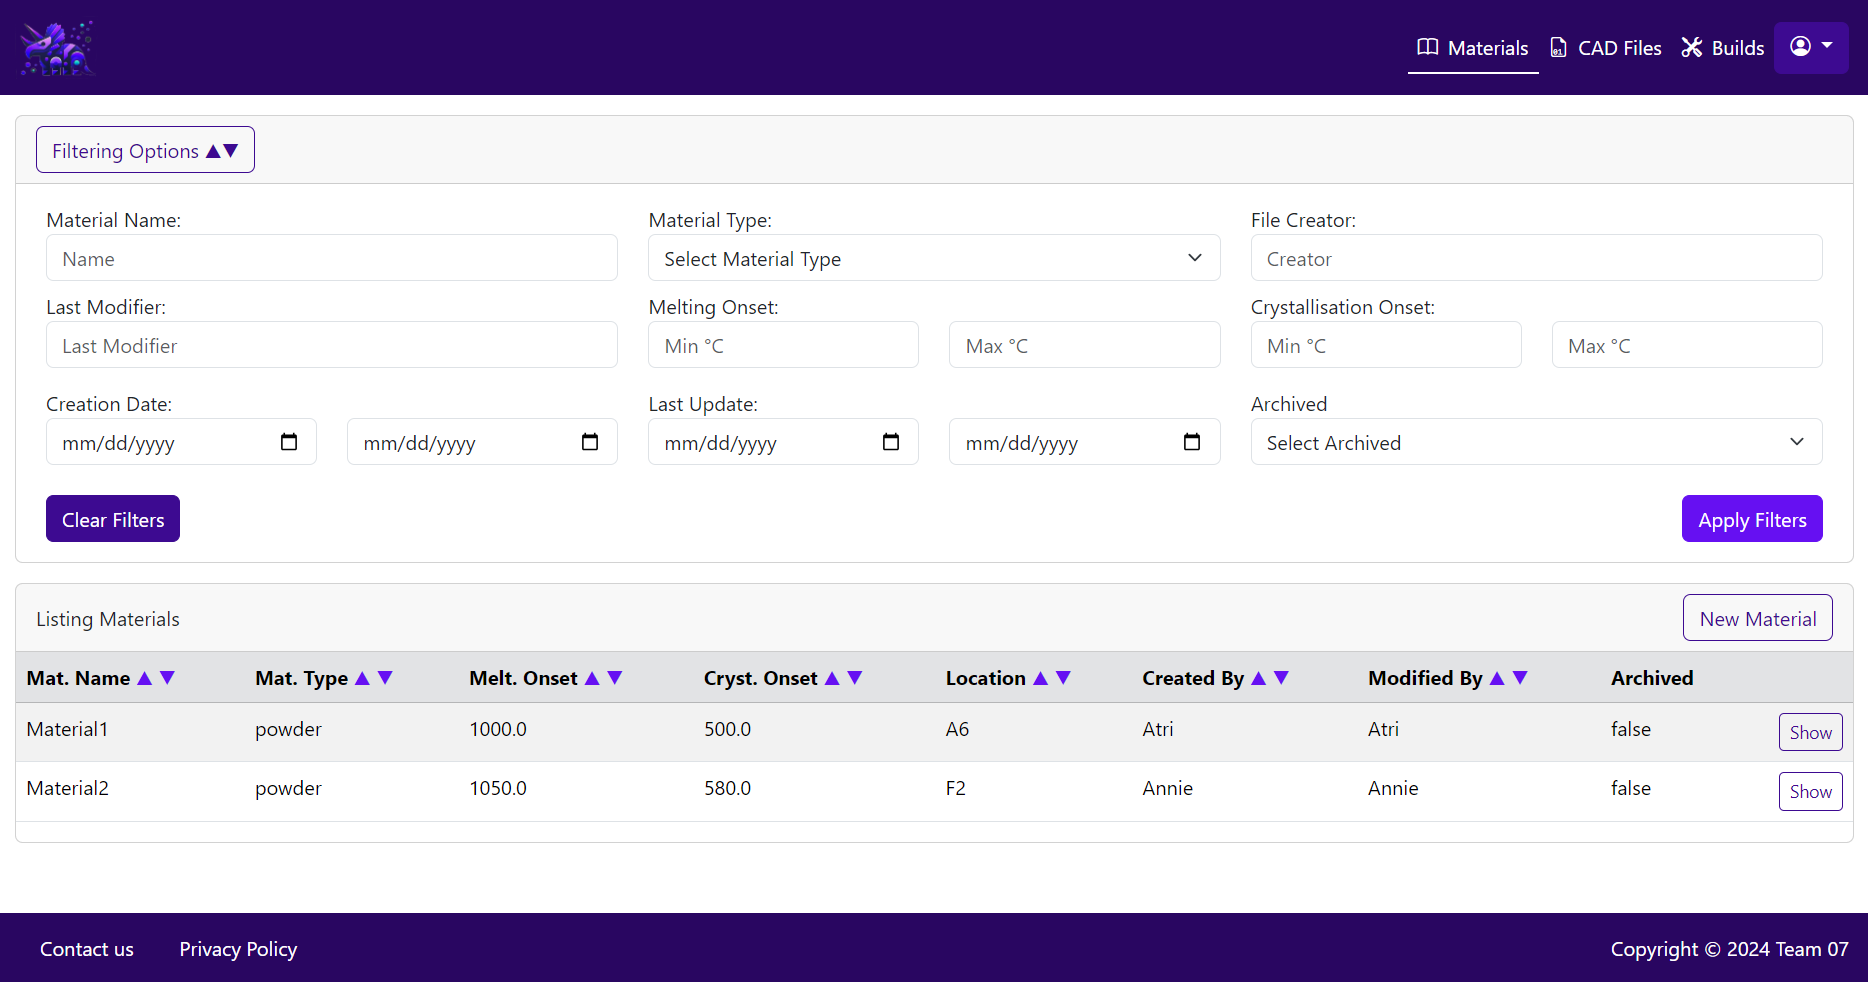 Materials CAD Files Builds
Filtering Options ▲▼
Material Name: Material Type: File Creator:
Name Select Material Type Creator
Last Modifier: Melting Onset: Crystallisation Onset:
Last Modifier Min °C Max °C Min °C Max °C
Creation Date: Last Update: Archived
mm/dd/yyyy mm/dd/yyyy mm/dd/yyyy mm/dd/yyyy Select Archived
Clear Filters Apply Filters
Listing Materials New Material
Mat. Name ▲▼ Mat. Type ▲▼ Melt. Onset ▲▼ Cryst. Onset ▲▼ Location ▲▼ Created By ▲▼ Modified By ▲▼ Archived
Material1 powder 1000.0 500.0 A6 Atri Atri false Show
Material2 powder 1050.0 580.0 F2 Annie Annie false Show
Contact us Privacy Policy Copyright © 2024 Team 07